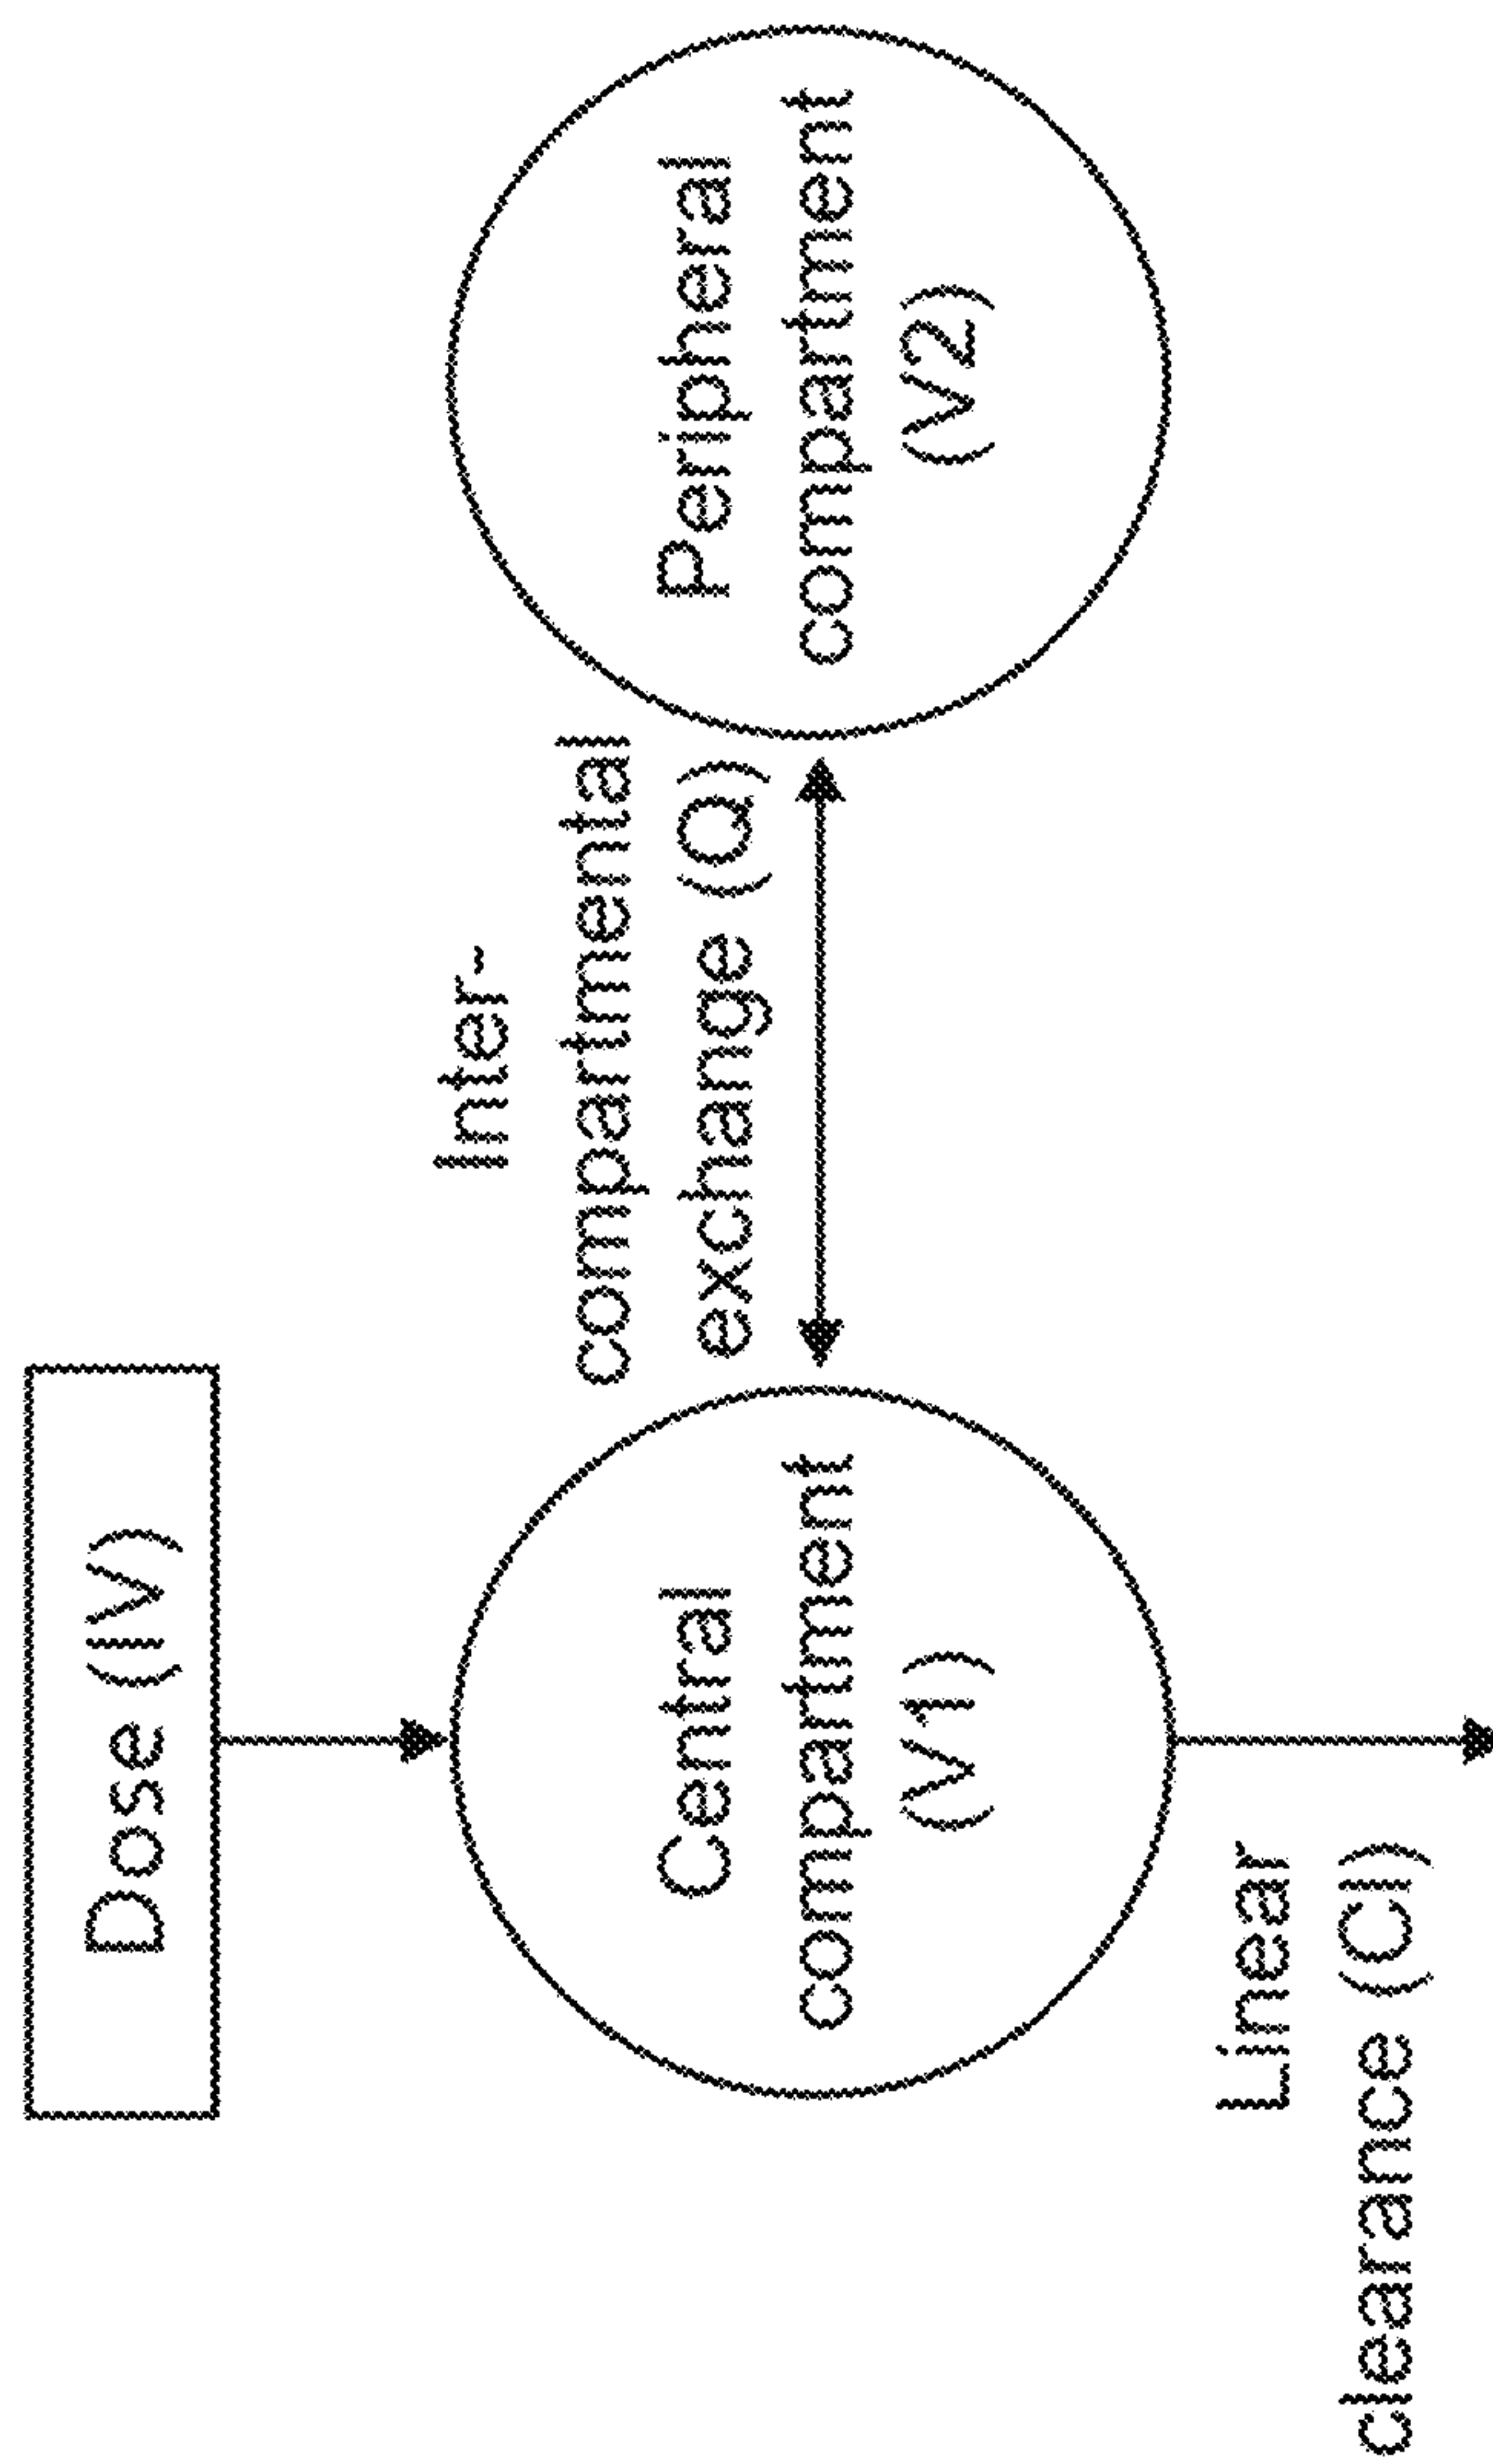 Dose (IV)
Inter-
compartmental
exchange (Q)
Central
compartment
(V1)
Peripheral
compartment
(V2)
Linear
clearance (Cl)